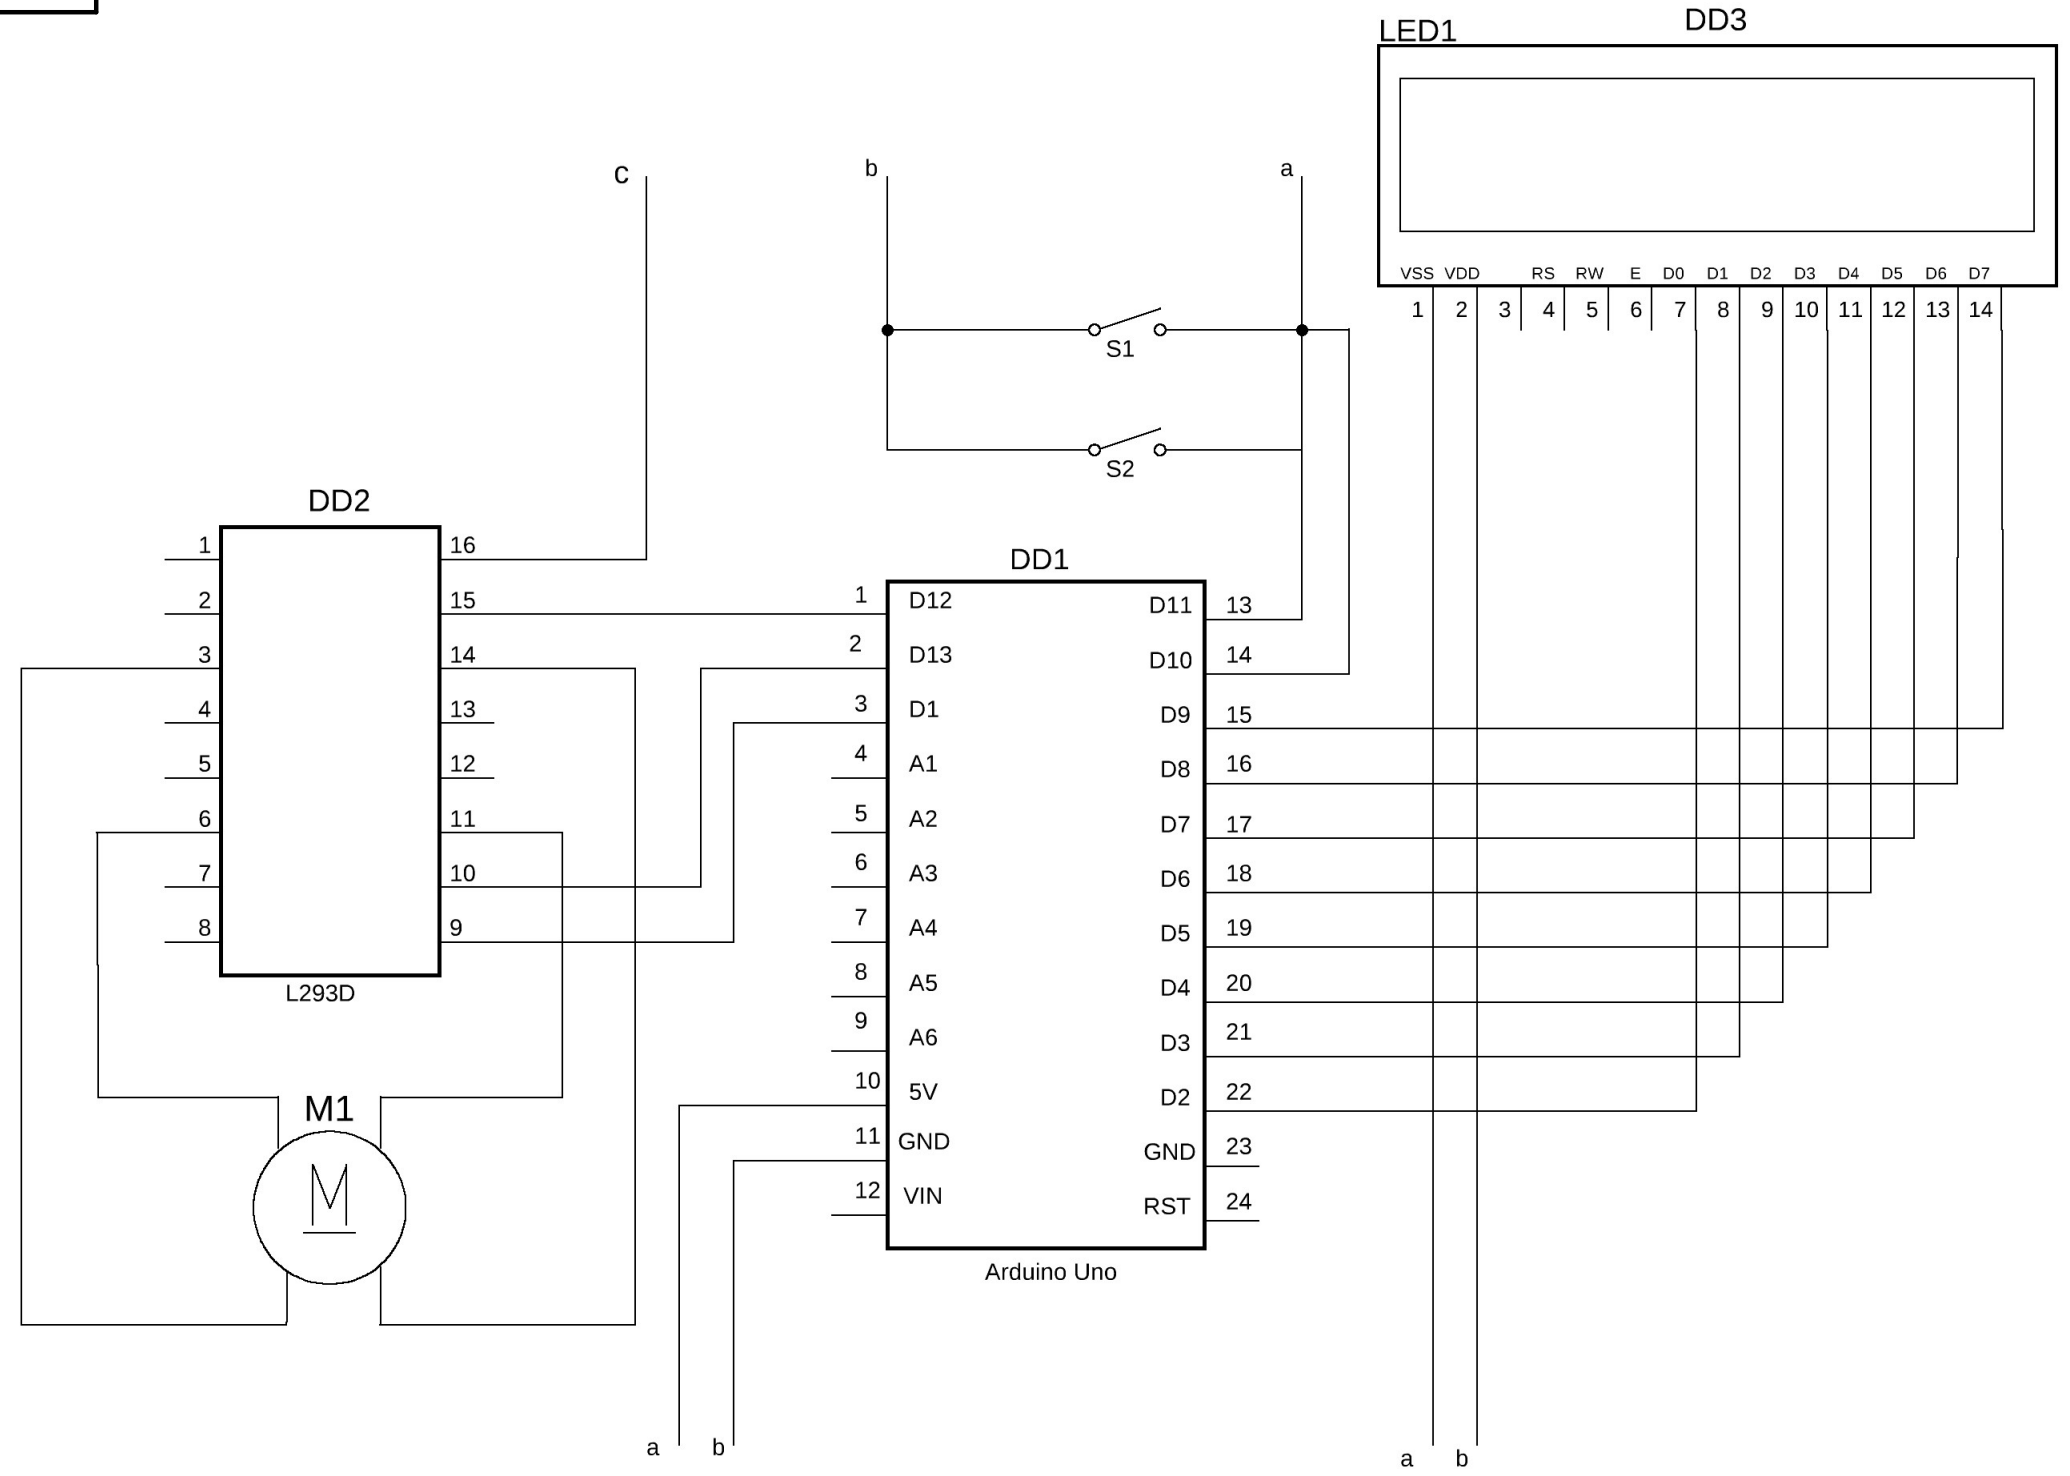 DD3
LED1
VSS VDD RS RW E D0 D1 D2 D3 D4 D5 D6 D7
1 2 3 4 5 6 7 8 9 10 11 12 13 14
c
b
a
S1
S2
DD2
1 16
2 15
3 14
4 13
5 12
6 11
7 10
8 9
L293D
M1
M
DD1
1 D12 D11 13
2 D13 D10 14
3 D1 D9 15
4 A1 D8 16
5 A2 D7 17
6 A3 D6 18
7 A4 D5 19
8 A5 D4 20
9 A6 D3 21
10 5V D2 22
11 GND GND 23
12 VIN RST 24
Arduino Uno
a b
a b